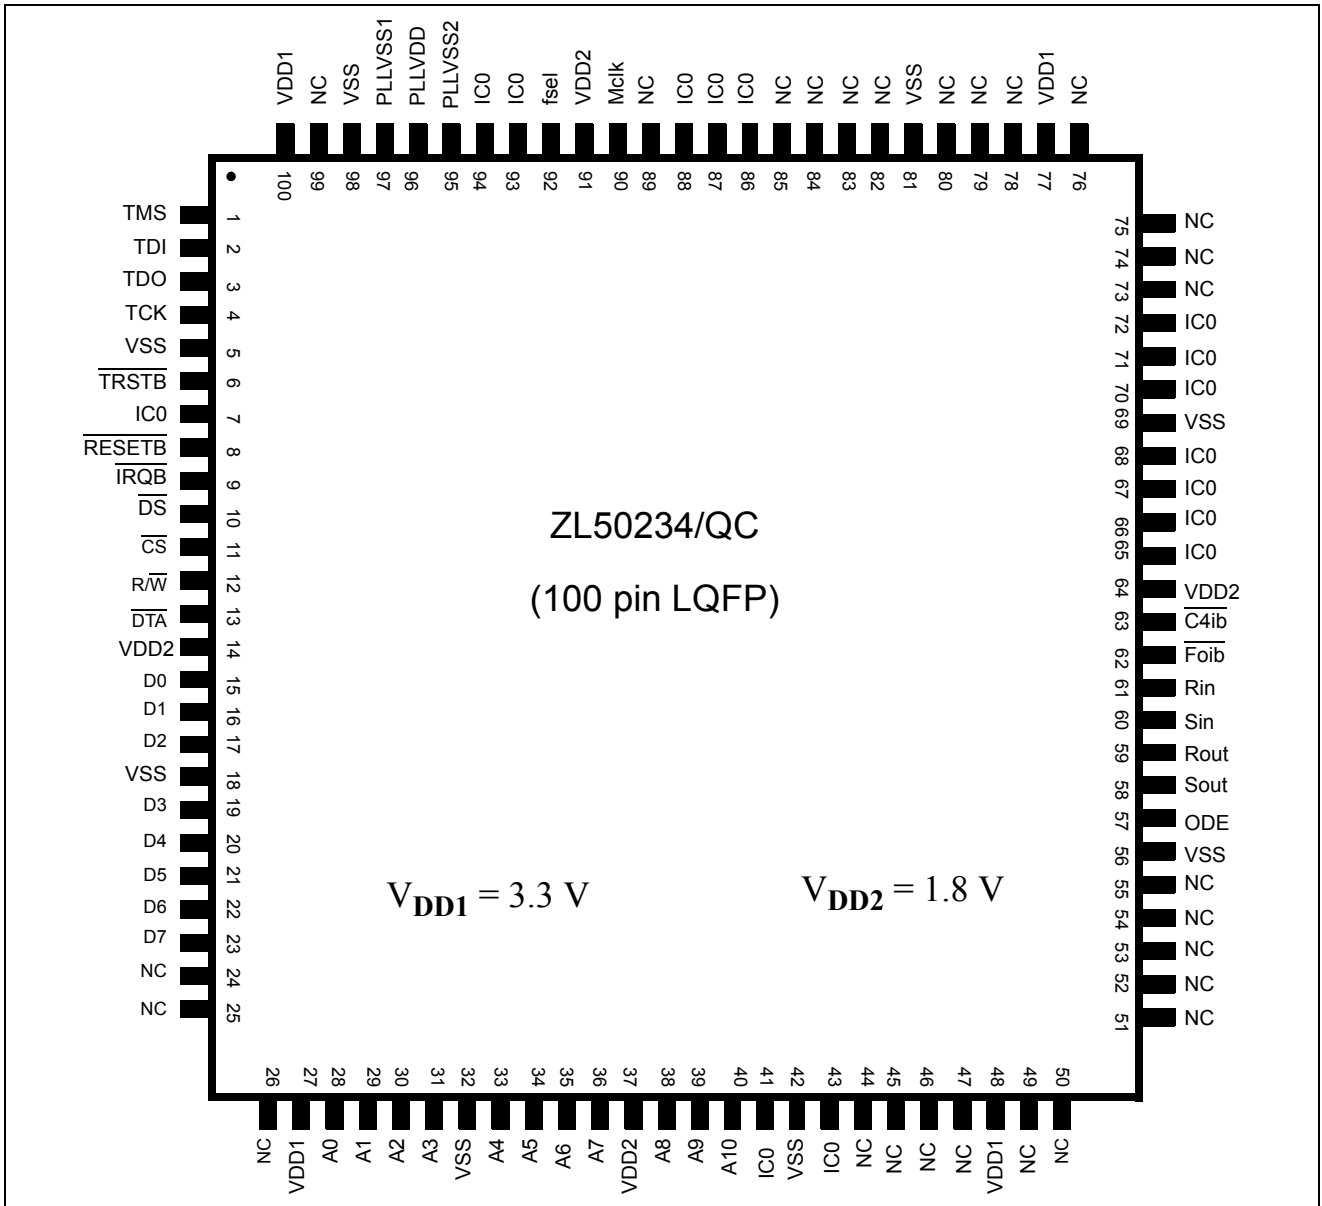 VDD1 NC VSS PLLVSS1 PLLVDD PLLVSS2 IC0 IC0 fsel VDD2 Mclk NC IC0 IC0 IC0 NC NC NC NC VSS NC NC NC VDD1 NC
100 99 98 97 96 95 94 93 92 91 90 89 88 87 86 85 84 83 82 81 80 79 78 77 76
TMS 1 75 NC
TDI 2 74 NC
TDO 3 73 NC
TCK 4 72 IC0
VSS 5 71 IC0
TRSTB 6 70 IC0
IC0 7 69 VSS
RESETB 8 68 IC0
IRQB 9 67 IC0
DS 10 66 IC0
CS 11 65 IC0
R/W 12 64 VDD2
DTA 13 63 C4ib
VDD2 14 62 Foib
D0 15 61 Rin
D1 16 60 Sin
D2 17 59 Rout
VSS 18 58 Sout
D3 19 57 ODE
D4 20 56 VSS
D5 21 55 NC
D6 22 54 NC
D7 23 53 NC
NC 24 52 NC
NC 25 51 NC
ZL50234/QC
(100 pin LQFP)
VDD1 = 3.3 V
VDD2 = 1.8 V
26 27 28 29 30 31 32 33 34 35 36 37 38 39 40 41 42 43 44 45 46 47 48 49 50
NC VDD1 A0 A1 A2 A3 VSS A4 A5 A6 A7 VDD2 A8 A9 A10 IC0 VSS IC0 NC NC NC NC VDD1 NC NC